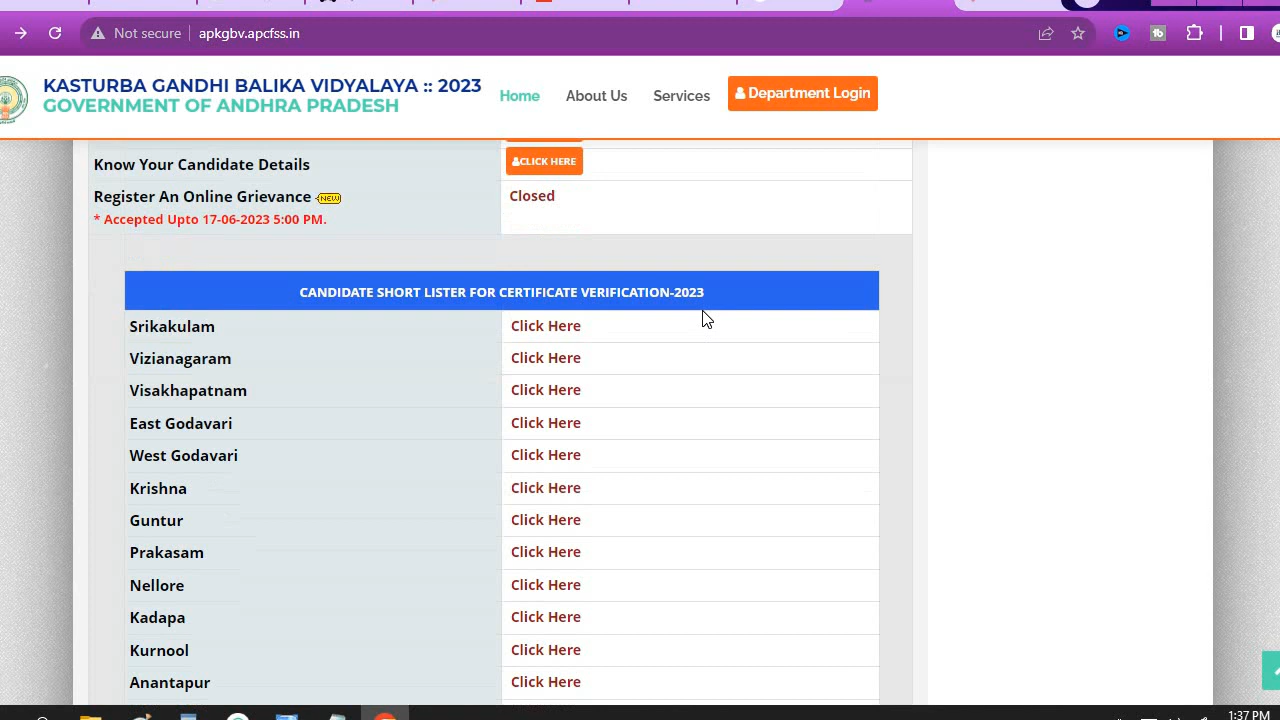 Not secure apkgbv.apcfss.in
KASTURBA GANDHI BALIKA VIDYALAYA :: 2023
GOVERNMENT OF ANDHRA PRADESH
Home About Us Services Department Login
Know Your Candidate Details CLICK HERE
Register An Online Grievance NEW Closed
* Accepted Upto 17-06-2023 5:00 PM.
CANDIDATE SHORT LISTER FOR CERTIFICATE VERIFICATION-2023
Srikakulam Click Here
Vizianagaram Click Here
Visakhapatnam Click Here
East Godavari Click Here
West Godavari Click Here
Krishna Click Here
Guntur Click Here
Prakasam Click Here
Nellore Click Here
Kadapa Click Here
Kurnool Click Here
Anantapur Click Here
1:37 PM